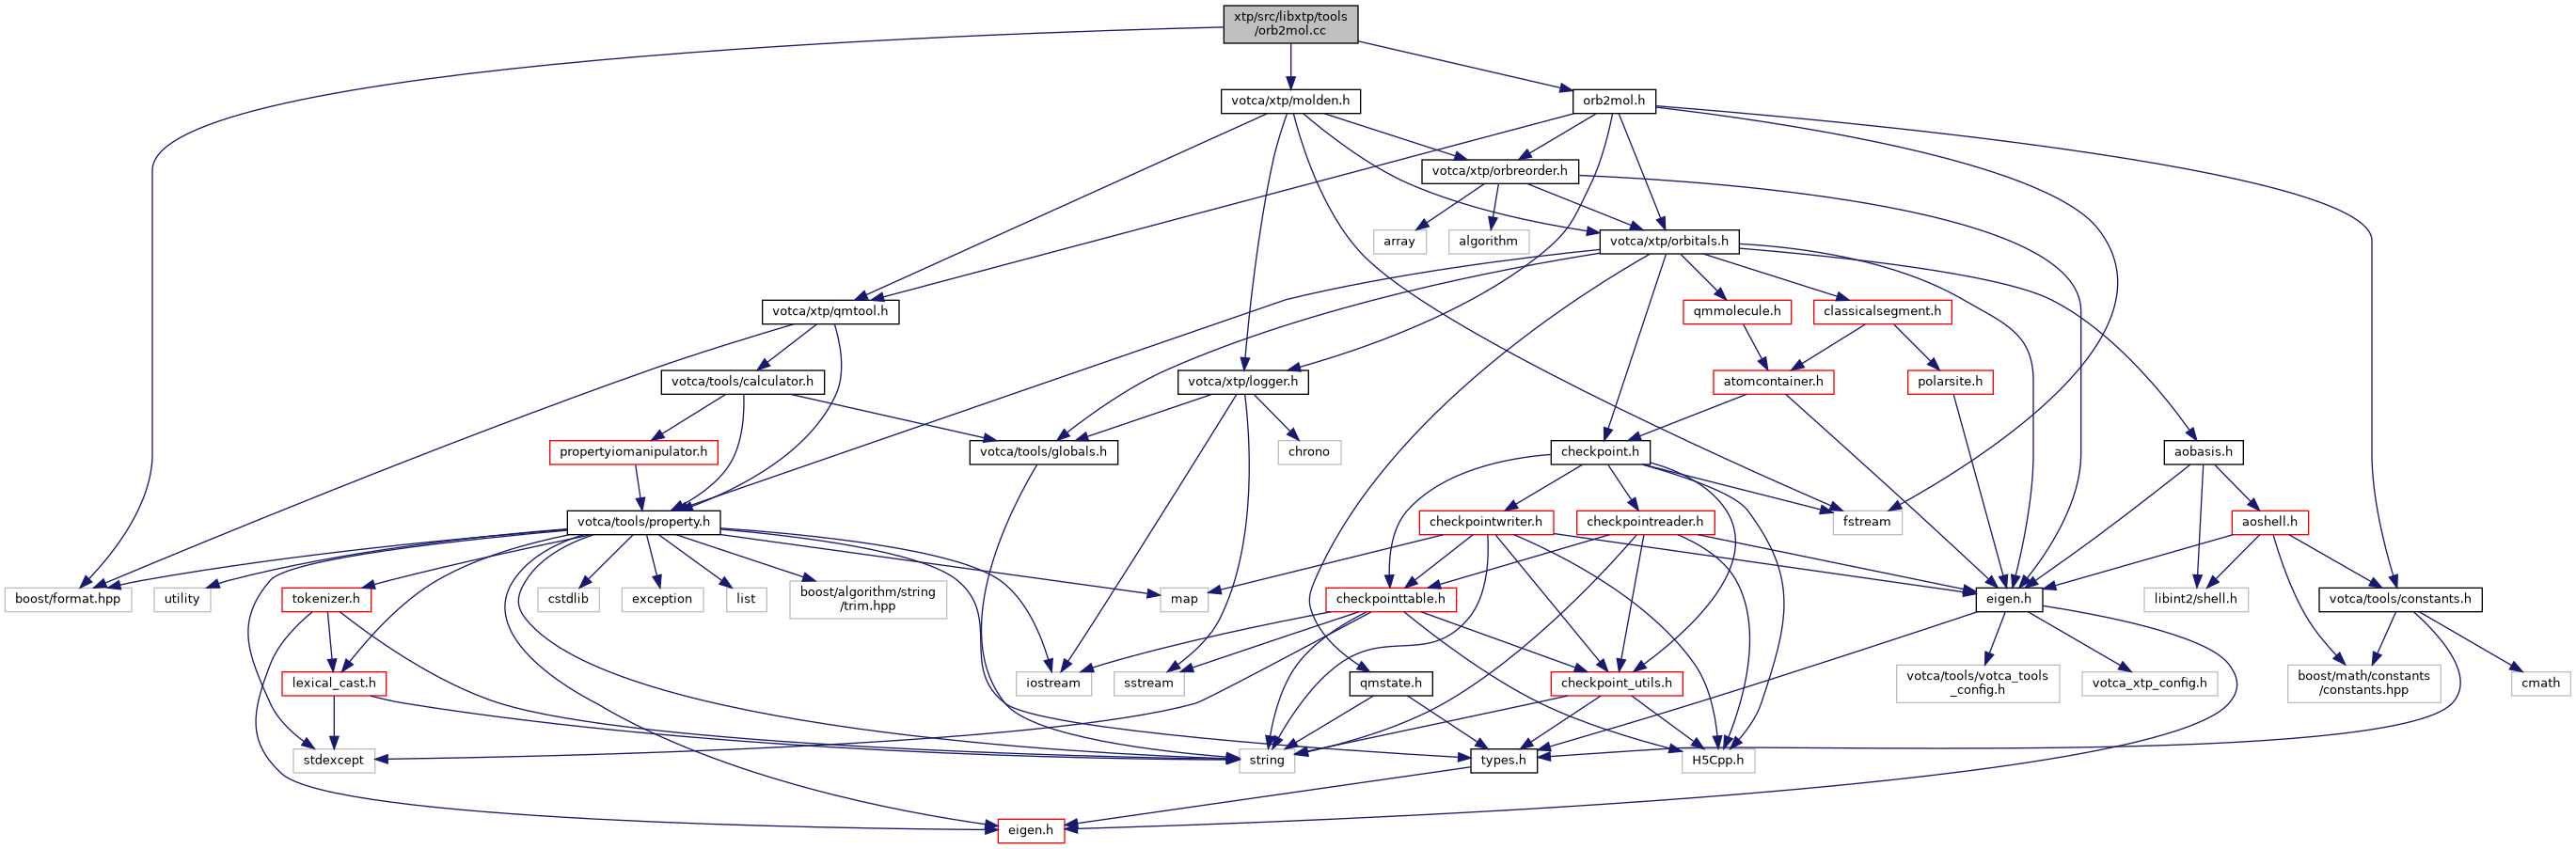 xtp/src/libxtp/tools
/orb2mol.cc
votca/xtp/molden.h
orb2mol.h
votca/xtp/orbreorder.h
array
algorithm
votca/xtp/orbitals.h
votca/xtp/qmtool.h
qmmolecule.h
classicalsegment.h
votca/tools/calculator.h
votca/xtp/logger.h
atomcontainer.h
polarsite.h
propertyiomanipulator.h
votca/tools/globals.h
chrono
checkpoint.h
aobasis.h
votca/tools/property.h
checkpointwriter.h
checkpointreader.h
fstream
aoshell.h
boost/format.hpp
utility
tokenizer.h
cstdlib
exception
list
boost/algorithm/string
/trim.hpp
map
checkpointtable.h
eigen.h
libint2/shell.h
votca/tools/constants.h
lexical_cast.h
iostream
sstream
qmstate.h
checkpoint_utils.h
votca/tools/votca_tools
_config.h
votca_xtp_config.h
boost/math/constants
/constants.hpp
cmath
stdexcept
string
types.h
H5Cpp.h
eigen.h